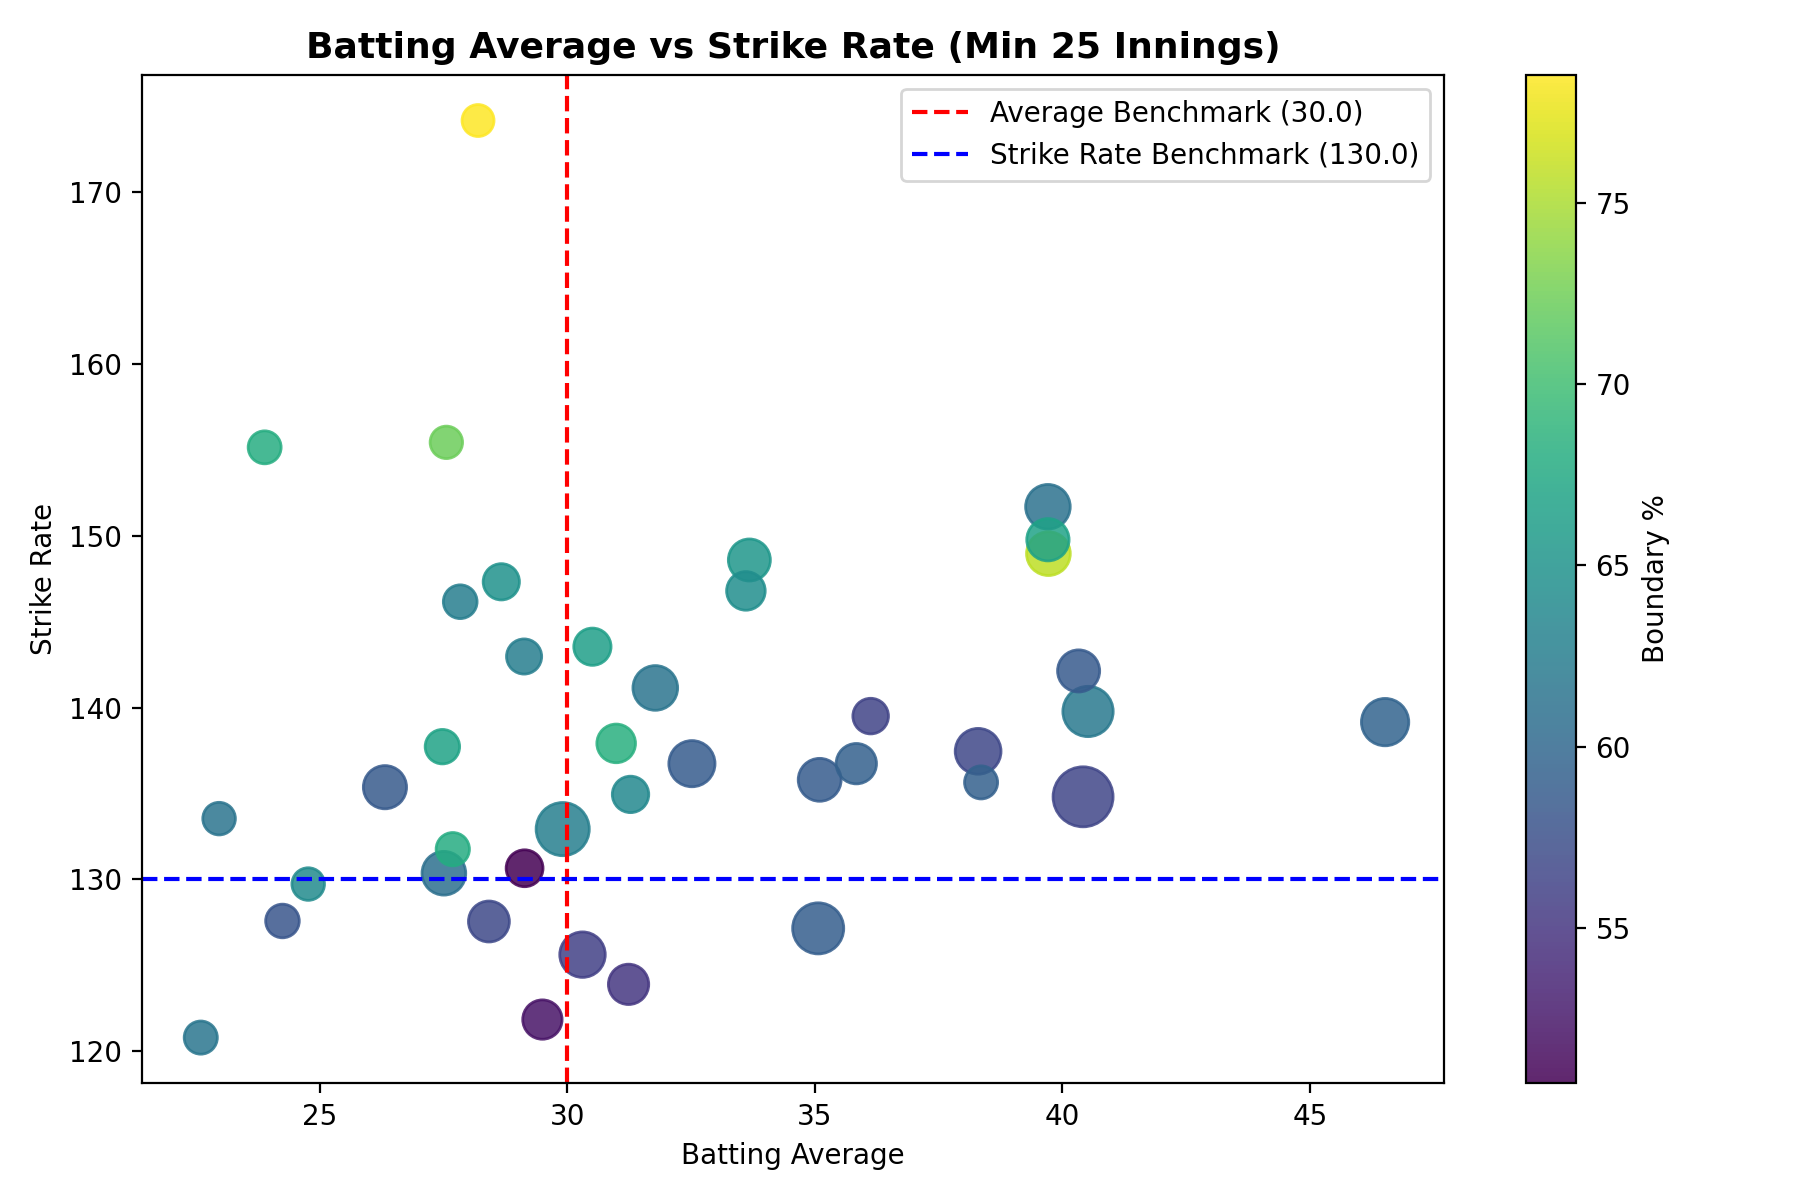 Batting Average vs Strike Rate (Min 25 Innings)
Average Benchmark (30.0)
Strike Rate Benchmark (130.0)
170
160
150
140
130
120
Strike Rate
25
30
35
40
45
Batting Average
75
70
65
60
55
Boundary %